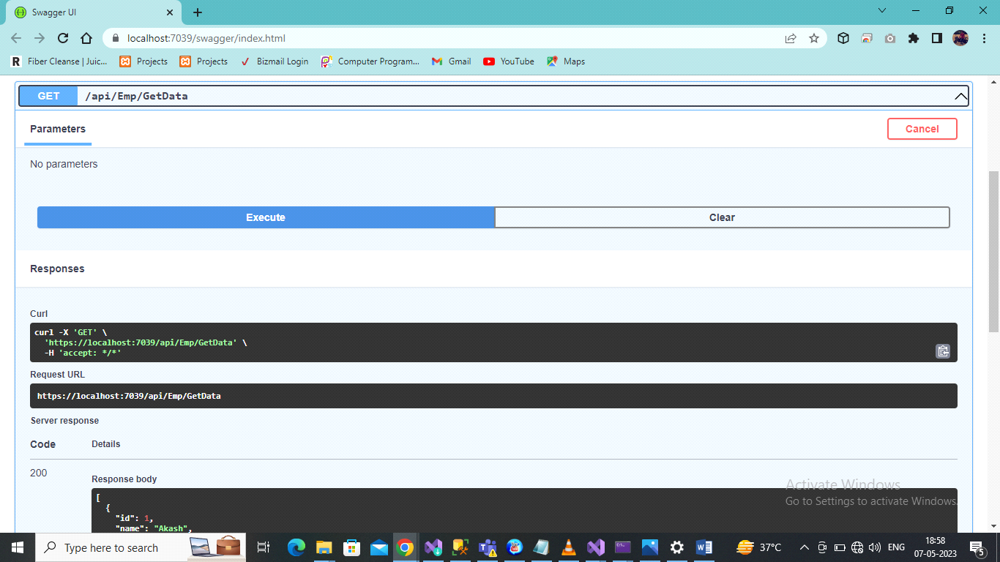 Swagger UI
localhost:7039/swagger/index.html
R Fiber Cleanse | Juic... Projects Projects Bizmail Login Computer Program... Gmail YouTube Maps
GET /api/Emp/GetData
Parameters
Cancel
No parameters
Execute
Clear
Responses
Curl
curl -X 'GET' \
'https://localhost:7039/api/Emp/GetData' \
-H 'accept: */*'
Request URL
https://localhost:7039/api/Emp/GetData
Server response
Code Details
200
Response body
[
{
"id": 1,
"name": "Akash",
Activate Windows
Go to Settings to activate Windows.
Type here to search
37°C
ENG
18:58
07-05-2023
5